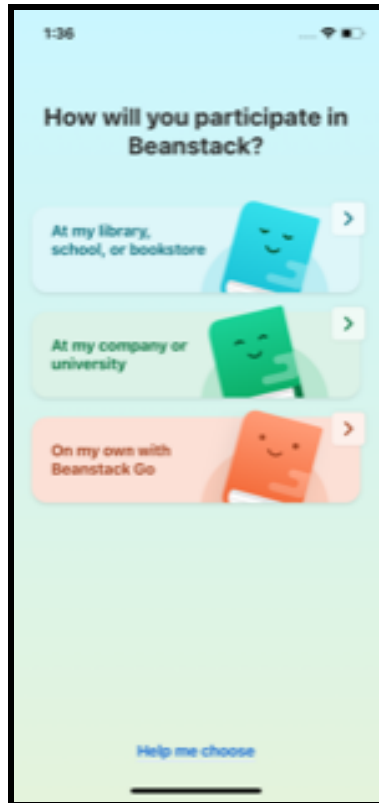 1:36
How will you participate in
Beanstack?
At my library,
school, or bookstore
At my company or
university
On my own with
Beanstack Go
Help me choose